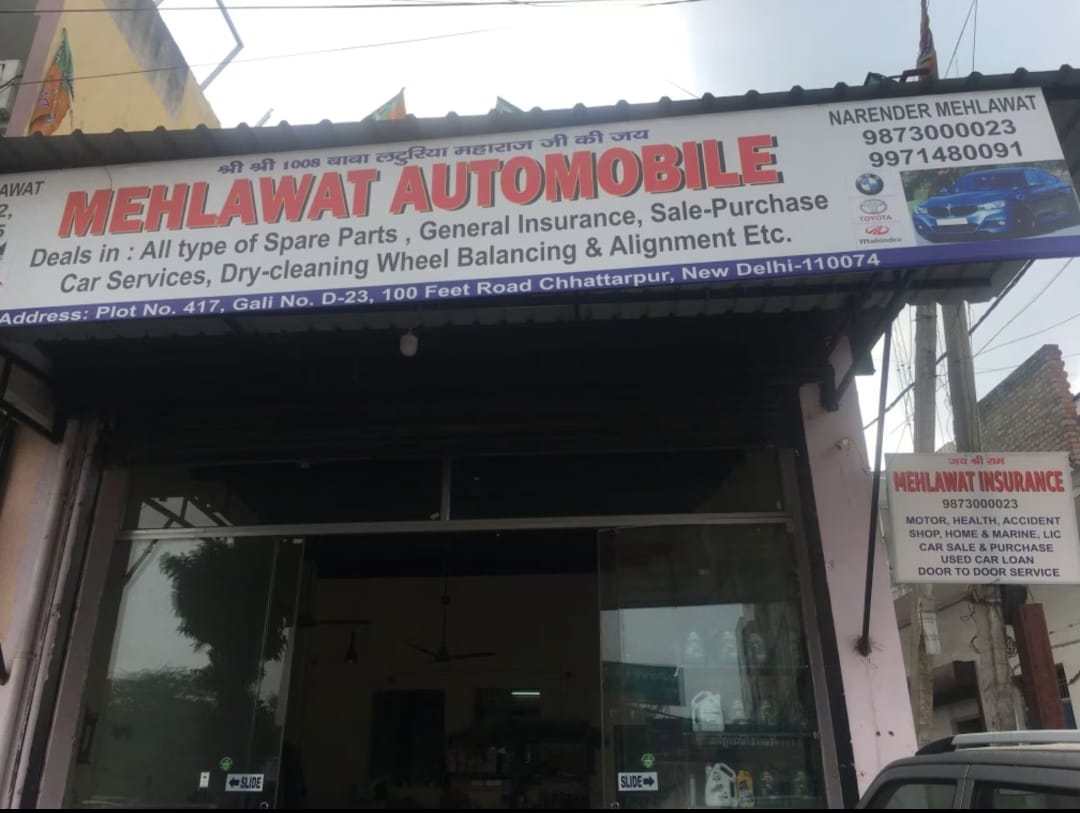 श्री श्री 1008 बाबा लटुरिया महाराज जी की जय
MEHLAWAT AUTOMOBILE
Deals in : All type of Spare Parts , General Insurance, Sale-Purchase
Car Services, Dry-cleaning Wheel Balancing & Alignment Etc.
Address: Plot No. 417, Gali No. D-23, 100 Feet Road Chhattarpur, New Delhi-110074
NARENDER MEHLAWAT
9873000023
9971480091
TOYOTA
Mahindra
जय श्री राम
MEHLAWAT INSURANCE
9873000023
MOTOR, HEALTH, ACCIDENT
SHOP, HOME & MARINE, LIC
CAR SALE & PURCHASE
USED CAR LOAN
DOOR TO DOOR SERVICE
SLIDE
SLIDE